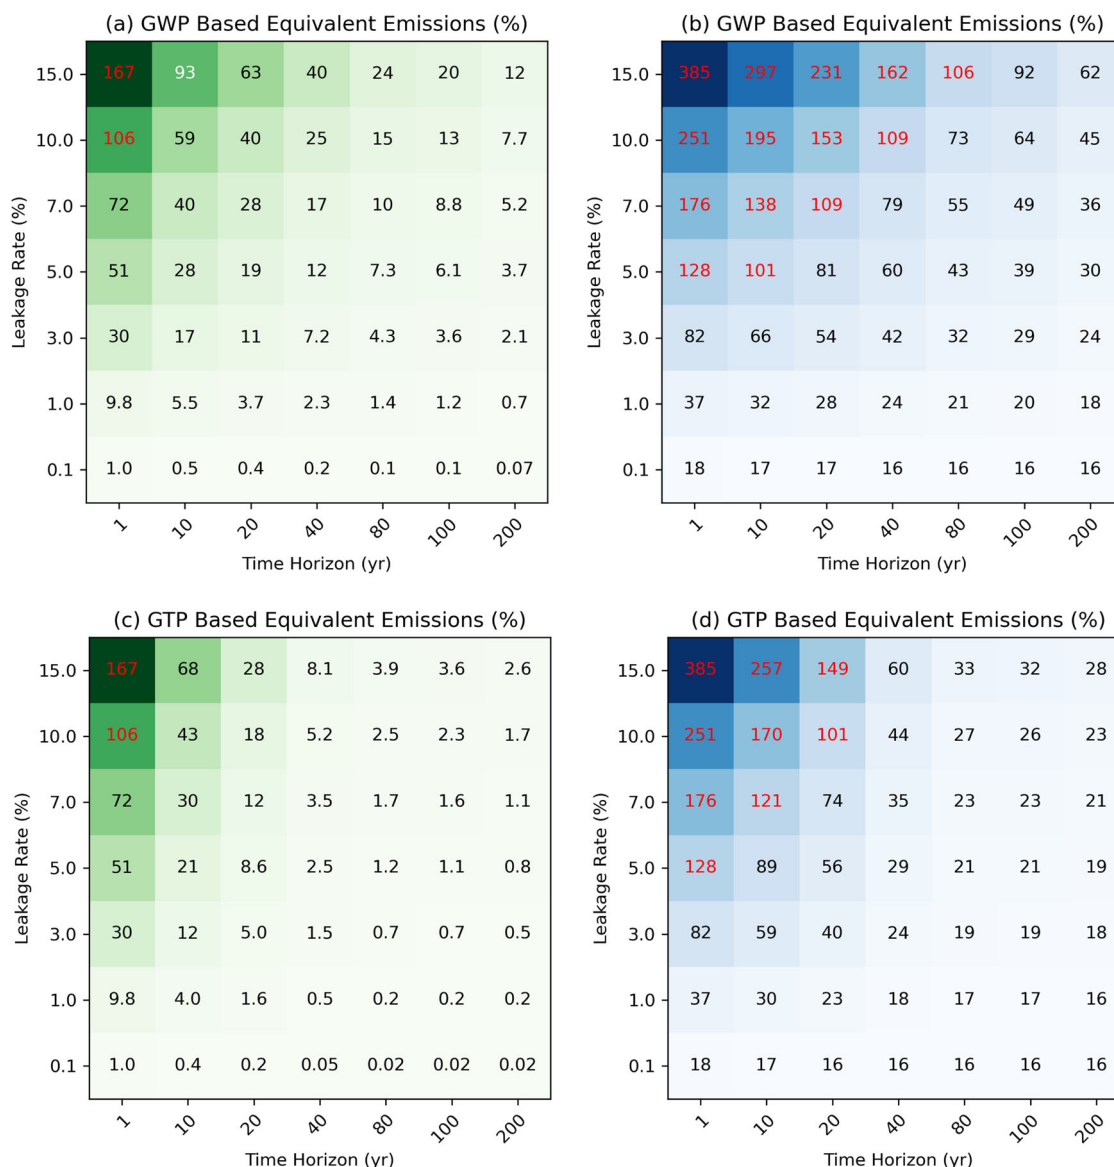 (a) GWP Based Equivalent Emissions (%)
Leakage Rate (%)
15.0 167 93 63 40 24 20 12
10.0 106 59 40 25 15 13 7.7
7.0 72 40 28 17 10 8.8 5.2
5.0 51 28 19 12 7.3 6.1 3.7
3.0 30 17 11 7.2 4.3 3.6 2.1
1.0 9.8 5.5 3.7 2.3 1.4 1.2 0.7
0.1 1.0 0.5 0.4 0.2 0.1 0.1 0.07
1 10 20 40 80 100 200
Time Horizon (yr)
(b) GWP Based Equivalent Emissions (%)
Leakage Rate (%)
15.0 385 297 231 162 106 92 62
10.0 251 195 153 109 73 64 45
7.0 176 138 109 79 55 49 36
5.0 128 101 81 60 43 39 30
3.0 82 66 54 42 32 29 24
1.0 37 32 28 24 21 20 18
0.1 18 17 17 16 16 16 16
1 10 20 40 80 100 200
Time Horizon (yr)
(c) GTP Based Equivalent Emissions (%)
Leakage Rate (%)
15.0 167 68 28 8.1 3.9 3.6 2.6
10.0 106 43 18 5.2 2.5 2.3 1.7
7.0 72 30 12 3.5 1.7 1.6 1.1
5.0 51 21 8.6 2.5 1.2 1.1 0.8
3.0 30 12 5.0 1.5 0.7 0.7 0.5
1.0 9.8 4.0 1.6 0.5 0.2 0.2 0.2
0.1 1.0 0.4 0.2 0.05 0.02 0.02 0.02
1 10 20 40 80 100 200
Time Horizon (yr)
(d) GTP Based Equivalent Emissions (%)
Leakage Rate (%)
15.0 385 257 149 60 33 32 28
10.0 251 170 101 44 27 26 23
7.0 176 121 74 35 23 23 21
5.0 128 89 56 29 21 21 19
3.0 82 59 40 24 19 19 18
1.0 37 30 23 18 17 17 16
0.1 18 17 16 16 16 16 16
1 10 20 40 80 100 200
Time Horizon (yr)